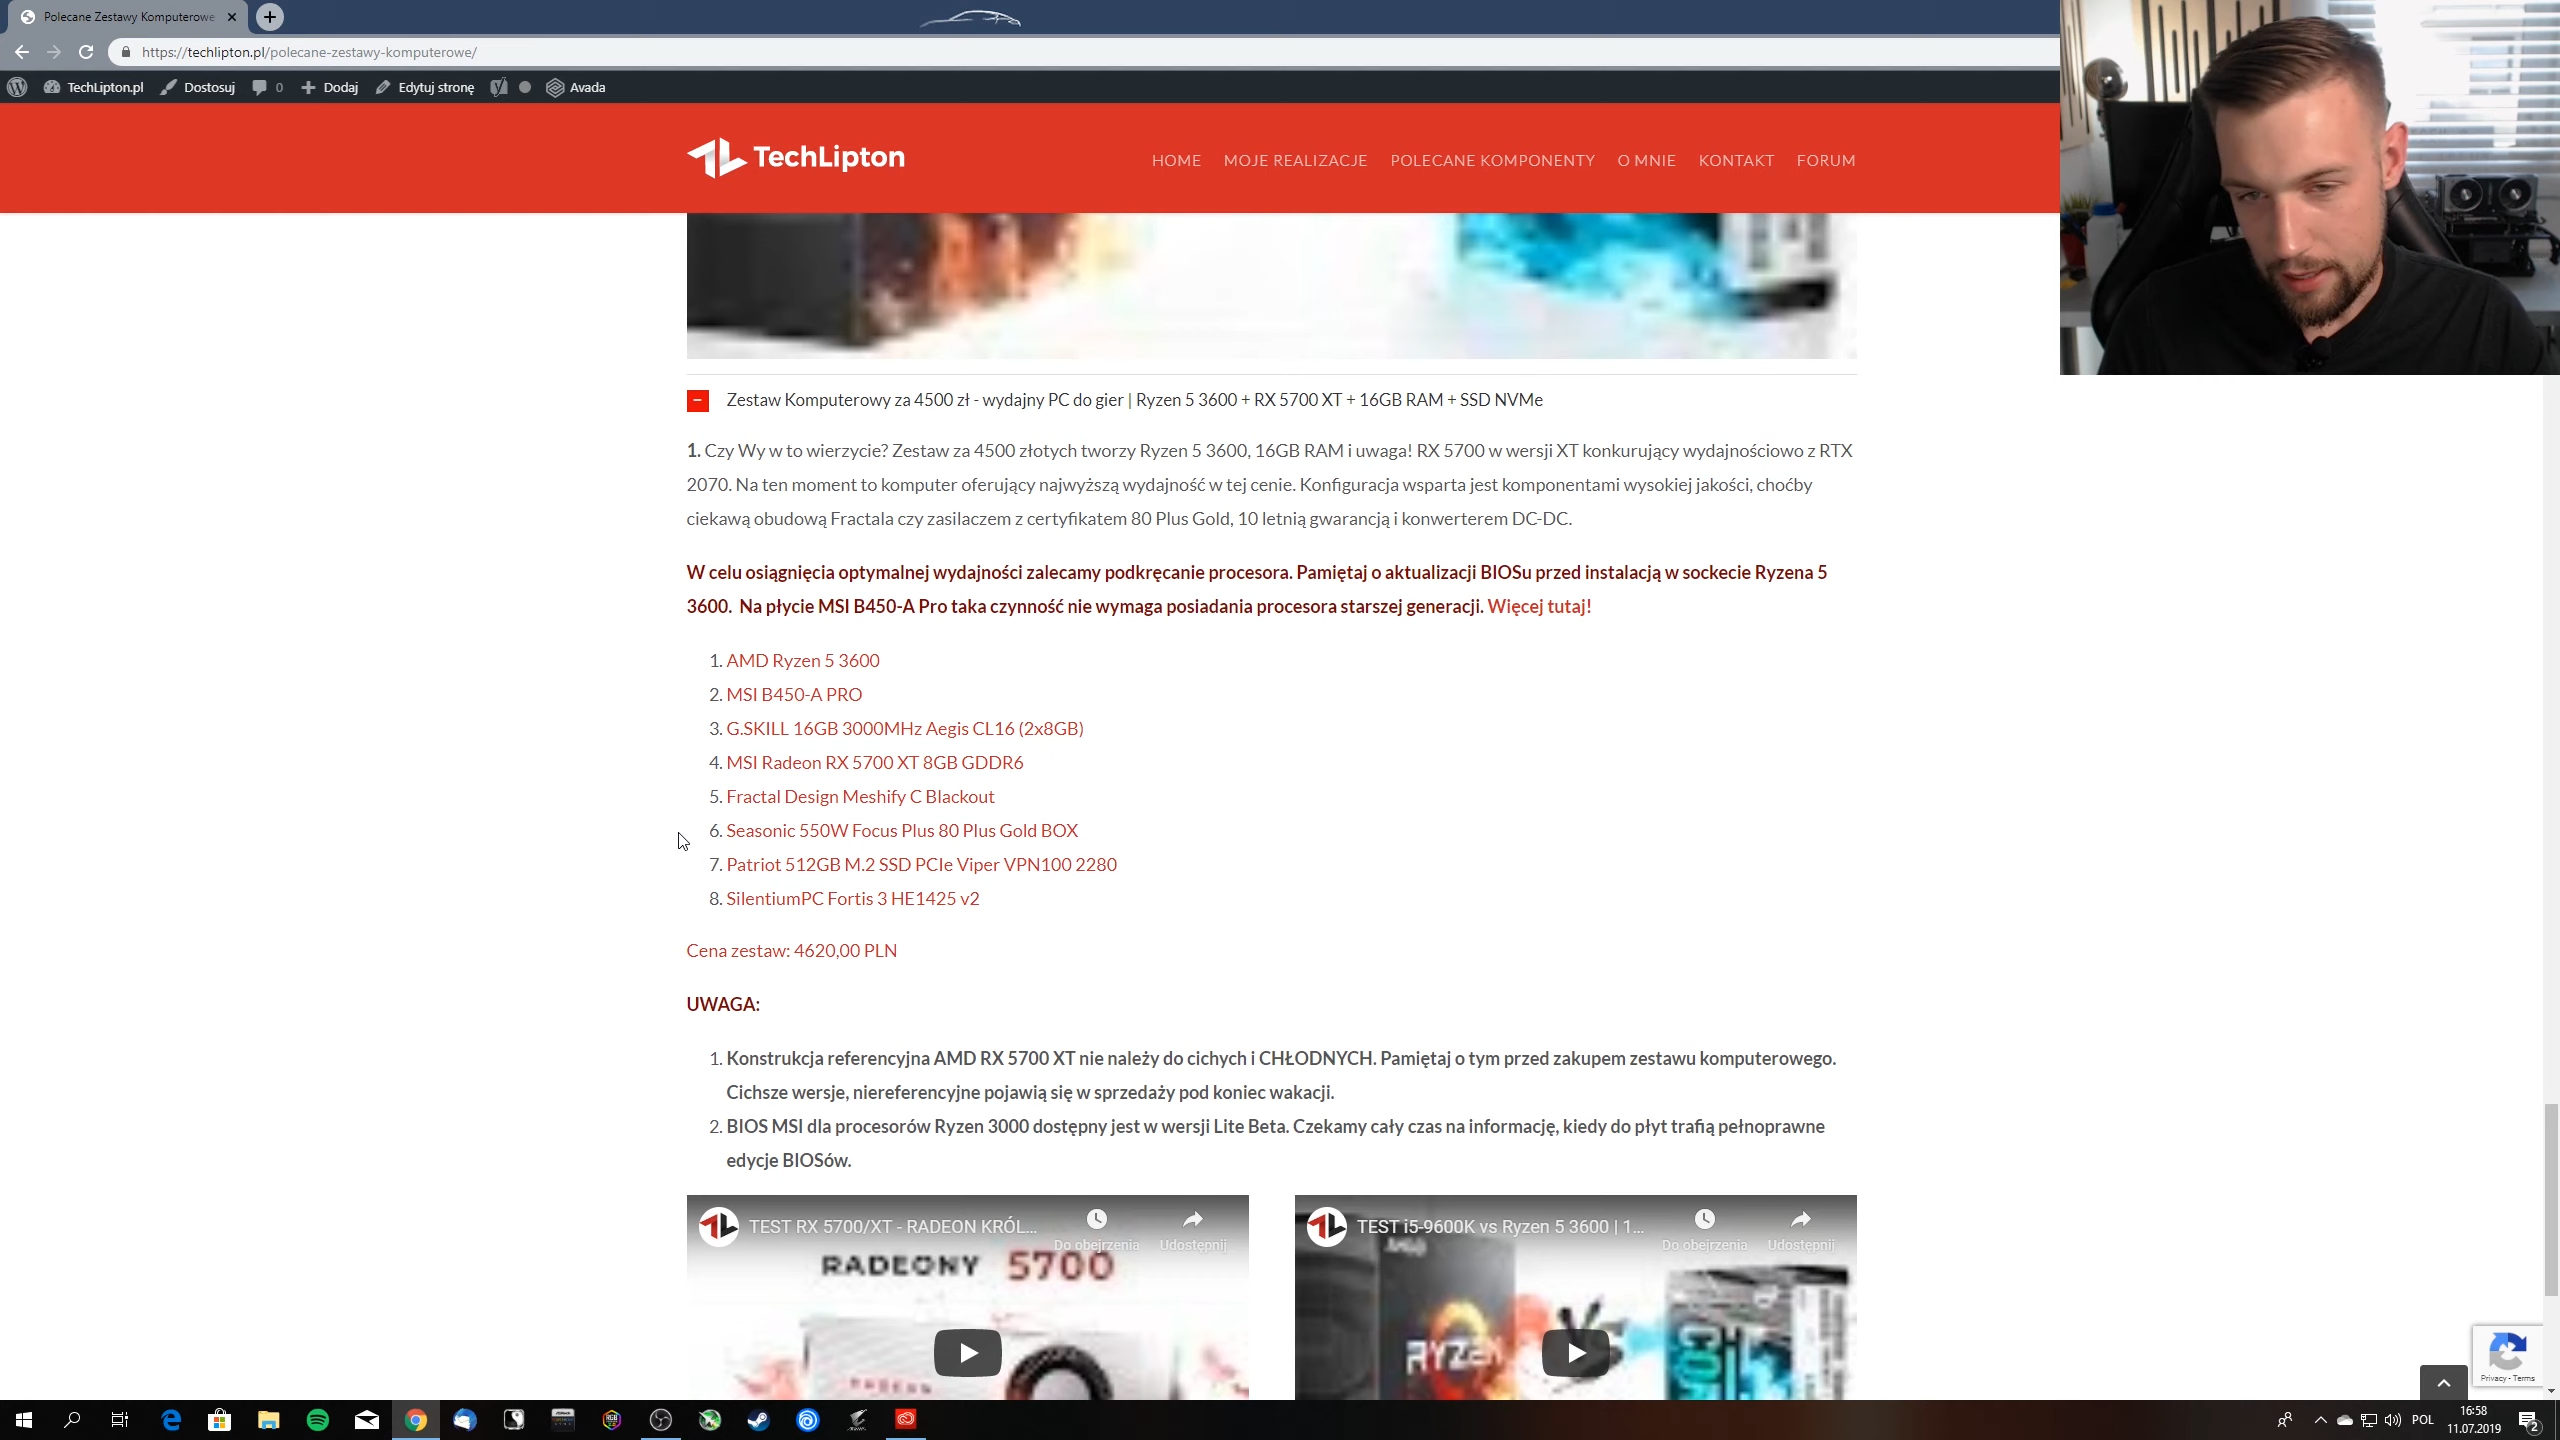 Polecane Zestawy Komputerowe
https://techlipton.pl/polecane-zestawy-komputerowe/
TechLipton.pl Dostosuj 0 Dodaj Edytuj stronę Avada
TechLipton
HOME MOJE REALIZACJE POLECANE KOMPONENTY O MNIE KONTAKT FORUM
Zestaw Komputerowy za 4500 zł - wydajny PC do gier | Ryzen 5 3600 + RX 5700 XT + 16GB RAM + SSD NVMe
1. Czy Wy w to wierzycie? Zestaw za 4500 złotych tworzy Ryzen 5 3600, 16GB RAM i uwaga! RX 5700 w wersji XT konkurujący wydajnościowo z RTX
2070. Na ten moment to komputer oferujący najwyższą wydajność w tej cenie. Konfiguracja wsparta jest komponentami wysokiej jakości, choćby
ciekawą obudową Fractala czy zasilaczem z certyfikatem 80 Plus Gold, 10 letnią gwarancją i konwerterem DC-DC.
W celu osiągnięcia optymalnej wydajności zalecamy podkręcanie procesora. Pamiętaj o aktualizacji BIOSu przed instalacją w sockecie Ryzena 5
3600. Na płycie MSI B450-A Pro taka czynność nie wymaga posiadania procesora starszej generacji. Więcej tutaj!
1. AMD Ryzen 5 3600
2. MSI B450-A PRO
3. G.SKILL 16GB 3000MHz Aegis CL16 (2x8GB)
4. MSI Radeon RX 5700 XT 8GB GDDR6
5. Fractal Design Meshify C Blackout
6. Seasonic 550W Focus Plus 80 Plus Gold BOX
7. Patriot 512GB M.2 SSD PCIe Viper VPN100 2280
8. SilentiumPC Fortis 3 HE1425 v2
Cena zestaw: 4620,00 PLN
UWAGA:
1. Konstrukcja referencyjna AMD RX 5700 XT nie należy do cichych i CHŁODNYCH. Pamiętaj o tym przed zakupem zestawu komputerowego.
Cichsze wersje, niereferencyjne pojawią się w sprzedaży pod koniec wakacji.
2. BIOS MSI dla procesorów Ryzen 3000 dostępny jest w wersji Lite Beta. Czekamy cały czas na informację, kiedy do płyt trafią pełnoprawne
edycje BIOSów.
TEST RX 5700/XT - RADEON KRÓL...
Do obejrzenia Udostępnij
RADEONY 5700
TEST i5-9600K vs Ryzen 5 3600 | 1...
Do obejrzenia Udostępnij
RYZEN
Privacy - Terms
POL
16:58
11.07.2019
2